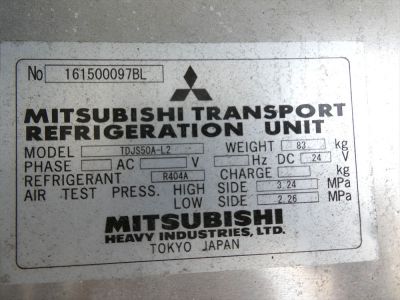 No 161500097BL
MITSUBISHI TRANSPORT
REFRIGERATION UNIT
MODEL TDJS50A-L2 WEIGHT 83 kg
PHASE AC V Hz DC 24 V
REFRIGERANT R404A CHARGE kg
AIR TEST PRESS. HIGH SIDE 3.24 MPa
LOW SIDE 2.26 MPa
MITSUBISHI
HEAVY INDUSTRIES, LTD.
TOKYO JAPAN